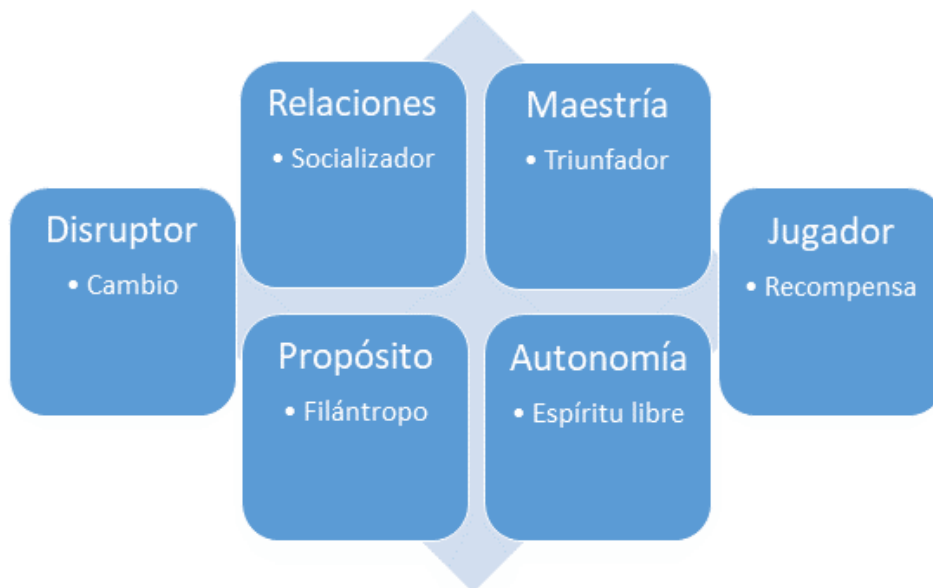 Relaciones
• Socializador
Maestría
• Triunfador
Disruptor
• Cambio
Jugador
• Recompensa
Propósito
• Filántropo
Autonomía
• Espíritu libre